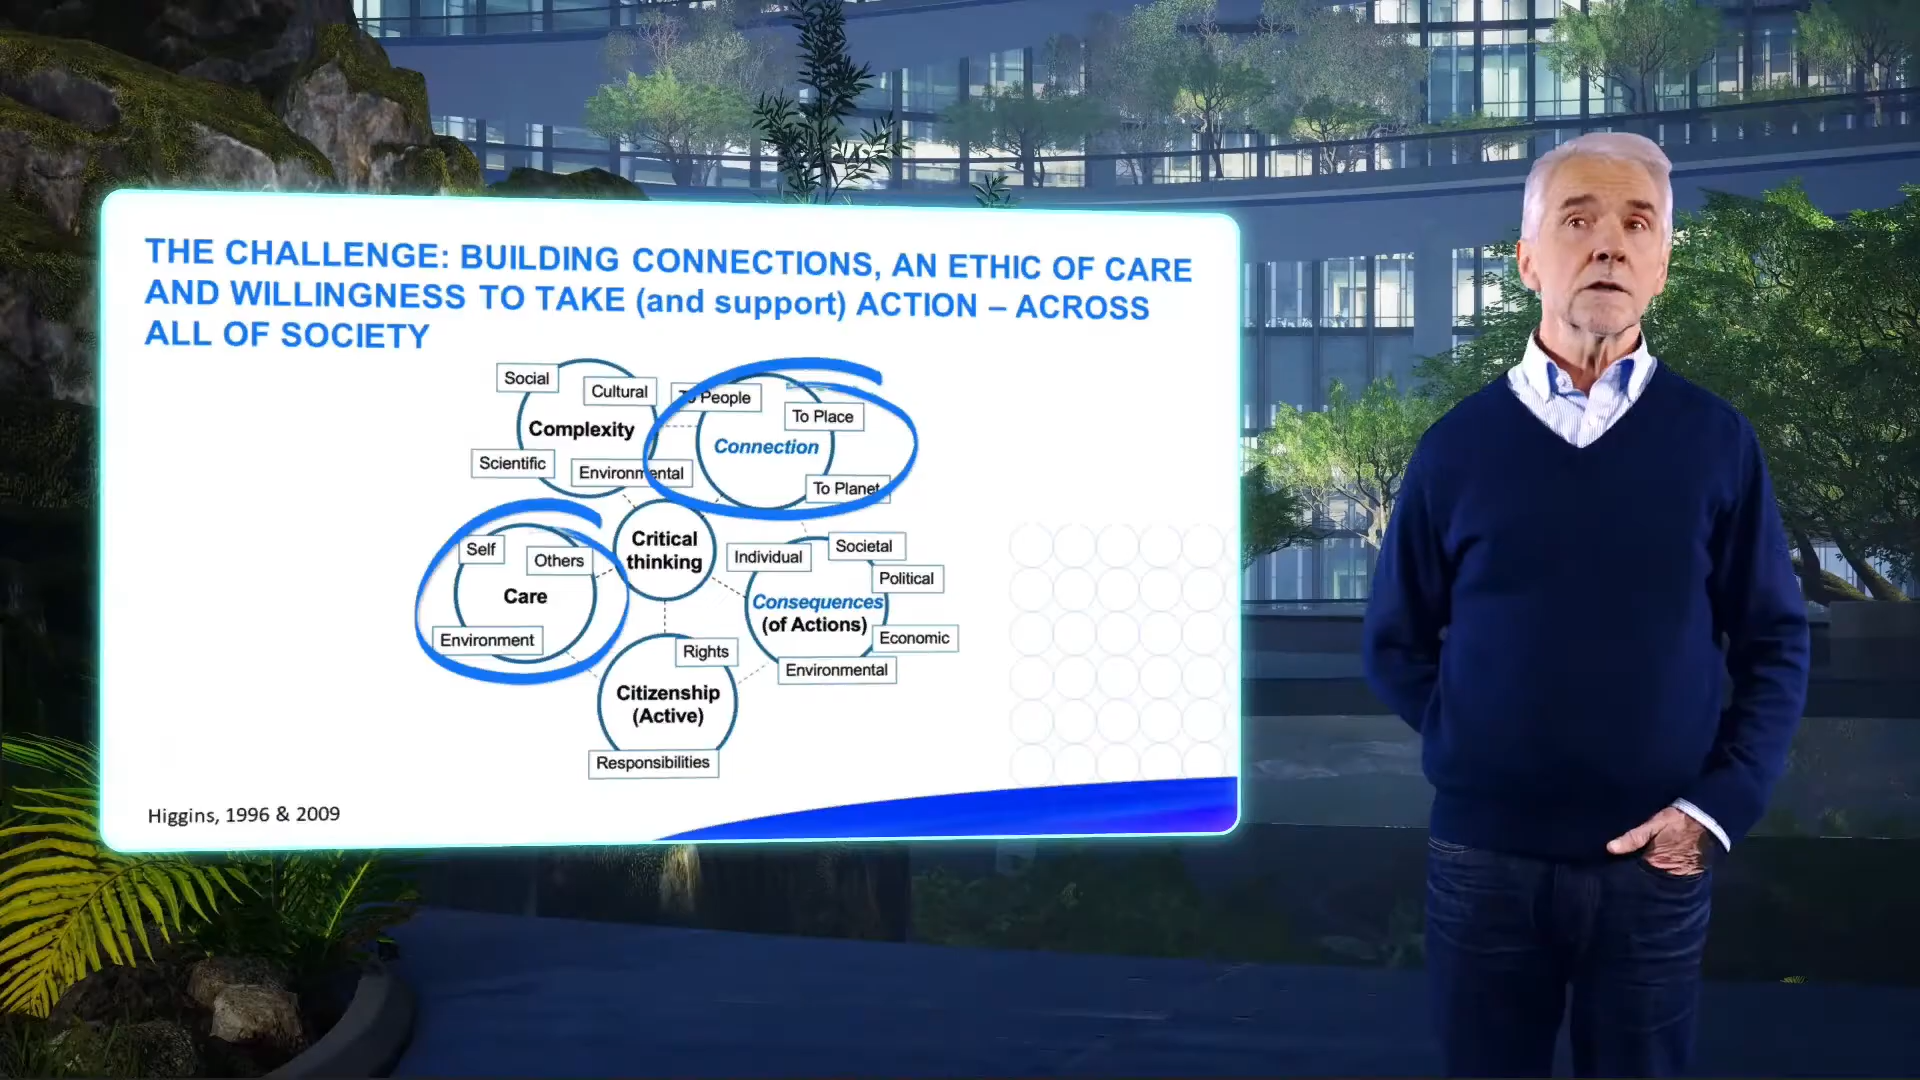 THE CHALLENGE: BUILDING CONNECTIONS, AN ETHIC OF CARE
AND WILLINGNESS TO TAKE (and support) ACTION – ACROSS
ALL OF SOCIETY
Social
Cultural
Complexity
Scientific
Environmental
To People
To Place
Connection
To Planet
Self
Others
Care
Environment
Critical
thinking
Individual
Societal
Political
Consequences
(of Actions)
Economic
Environmental
Rights
Citizenship
(Active)
Responsibilities
Higgins, 1996 & 2009